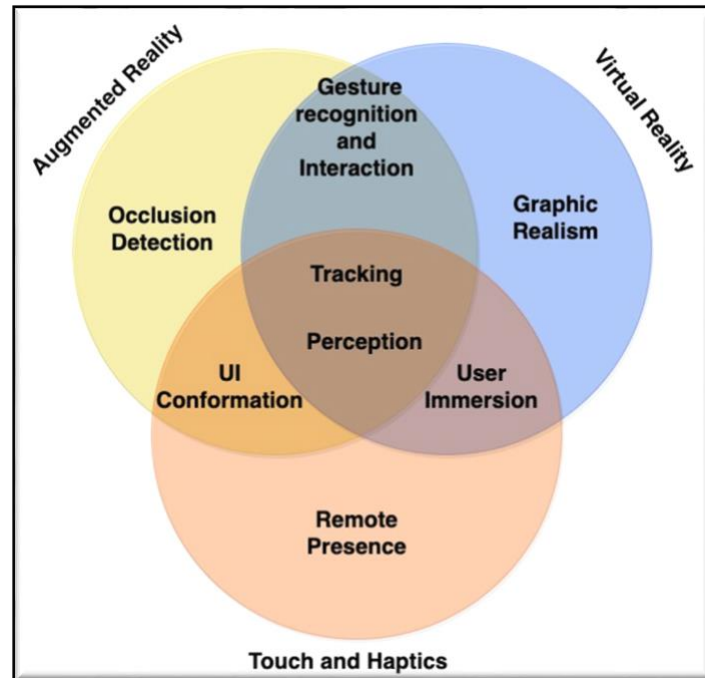 Augmented Reality
Virtual Reality
Gesture
recognition
and
Interaction
Occlusion
Detection
Graphic
Realism
Tracking
Perception
UI
Conformation
User
Immersion
Remote
Presence
Touch and Haptics